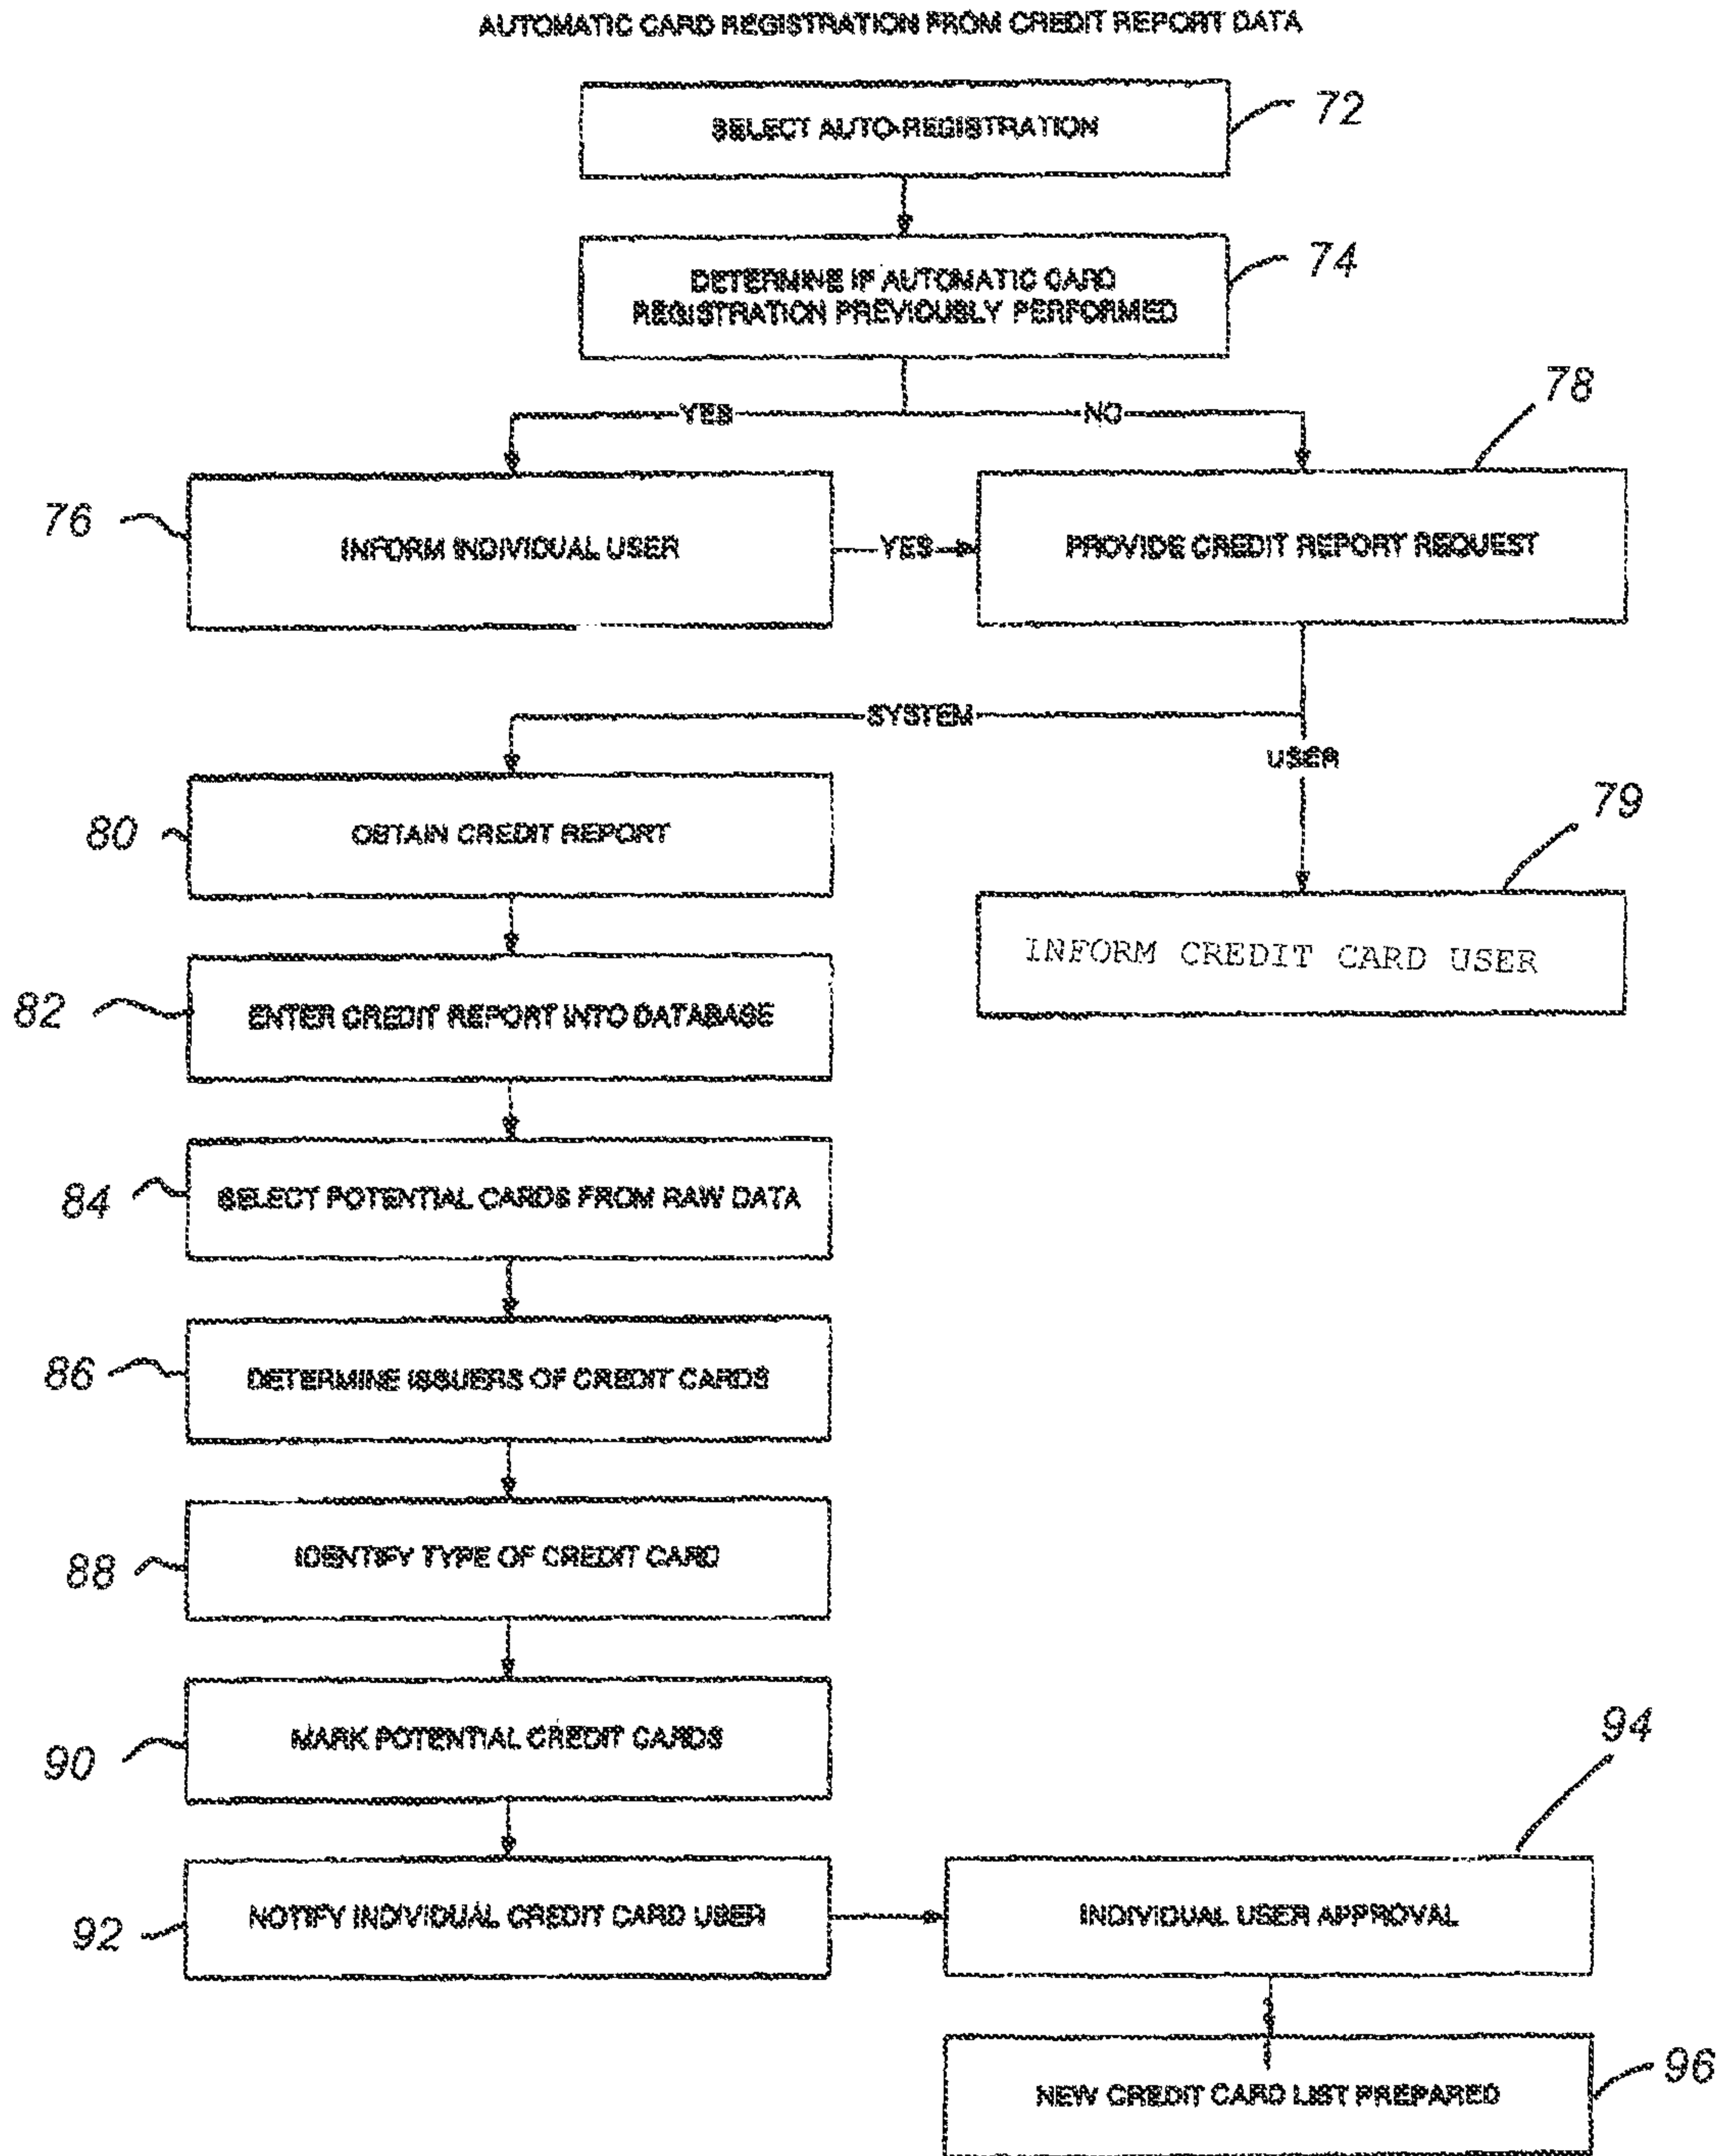 AUTOMATIC CARD REGISTRATION FROM CREDIT REPORT DATA
SELECT AUTO-REGISTRATION
72
DETERMINE IF AUTOMATIC CARD
REGISTRATION PREVIOUSLY PERFORMED
74
YES
NO
78
76
INFORM INDIVIDUAL USER
YES
PROVIDE CREDIT REPORT REQUEST
SYSTEM
USER
80
OBTAIN CREDIT REPORT
79
INFORM CREDIT CARD USER
82
ENTER CREDIT REPORT INTO DATABASE
84
SELECT POTENTIAL CARDS FROM RAW DATA
86
DETERMINE ISSUERS OF CREDIT CARDS
88
IDENTIFY TYPE OF CREDIT CARD
90
MARK POTENTIAL CREDIT CARDS
94
92
NOTIFY INDIVIDUAL CREDIT CARD USER
INDIVIDUAL USER APPROVAL
NEW CREDIT CARD LIST PREPARED
96